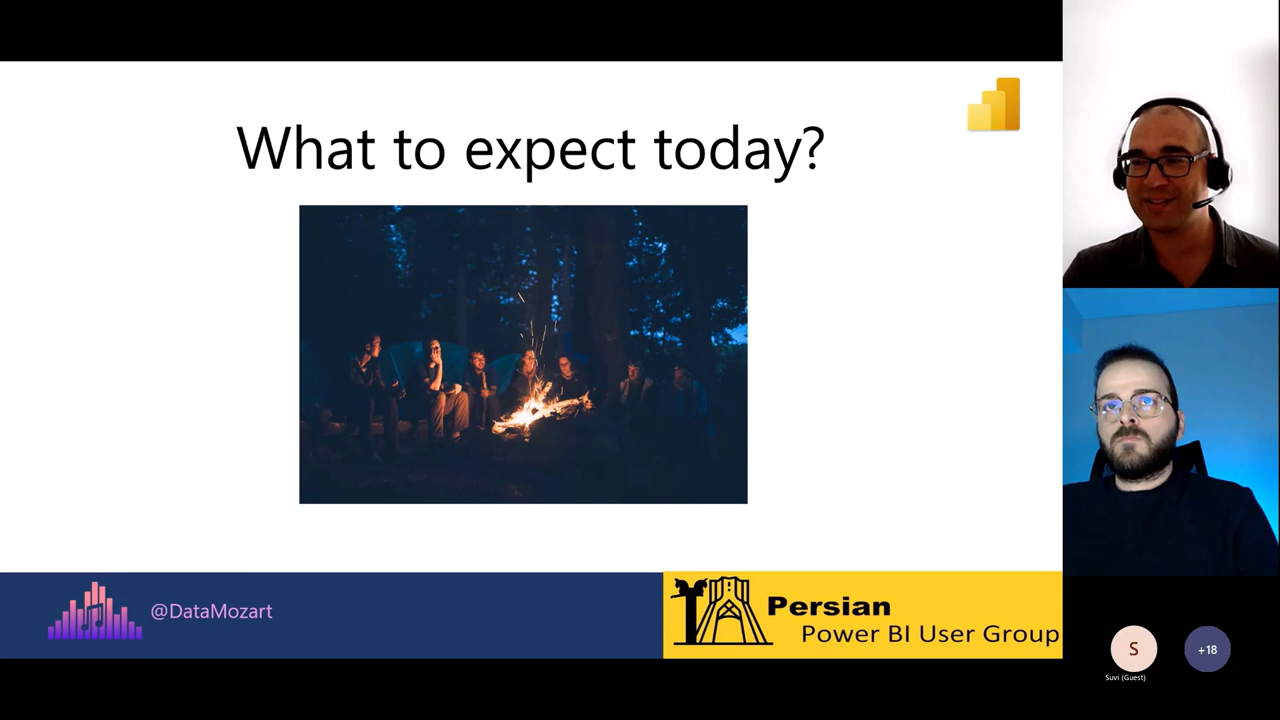 What to expect today?
@DataMozart
Persian
Power BI User Group
S
+18
Suvi (Guest)